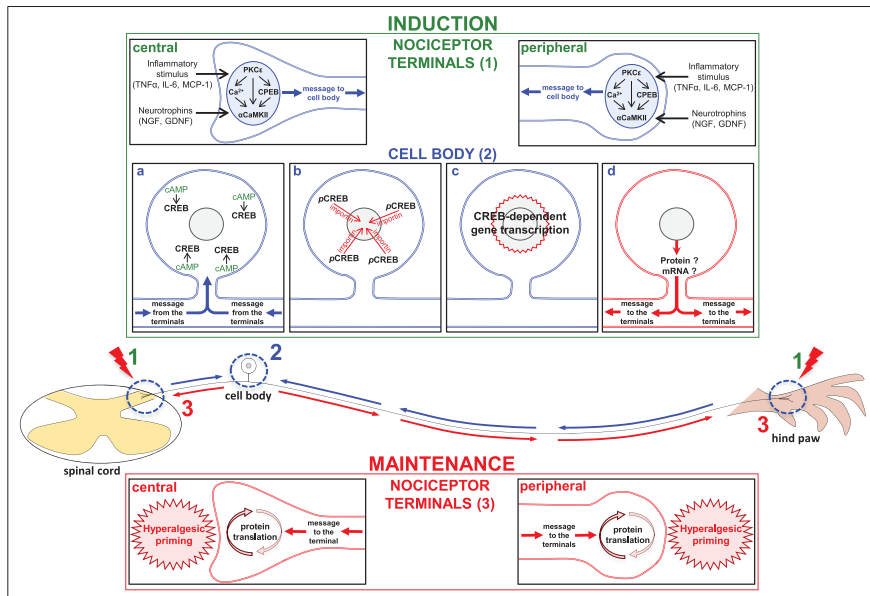 INDUCTION
NOCICEPTOR
TERMINALS (1)
central
Inflammatory
stimulus
(TNFα, IL-6, MCP-1)
Neurotrophins
(NGF, GDNF)
PKCε
Ca²⁺
CPEB
αCaMKII
message to
cell body
peripheral
message to
cell body
PKCε
Ca²⁺
CPEB
αCaMKII
Inflammatory
stimulus
(TNFα, IL-6, MCP-1)
Neurotrophins
(NGF, GDNF)
CELL BODY (2)
a
cAMP
CREB
cAMP
CREB
CREB
cAMP
CREB
cAMP
message
from the
terminals
message
from the
terminals
b
pCREB
importin
pCREB
importin
pCREB
importin
pCREB
importin
c
CREB-dependent
gene transcription
d
Protein ?
mRNA ?
message
to the
terminals
message
to the
terminals
1
2
3
cell body
spinal cord
1
3
hind paw
MAINTENANCE
NOCICEPTOR
TERMINALS (3)
central
Hyperalgesic
priming
protein
translation
message
to the
terminal
peripheral
message
to the
terminals
protein
translation
Hyperalgesic
priming